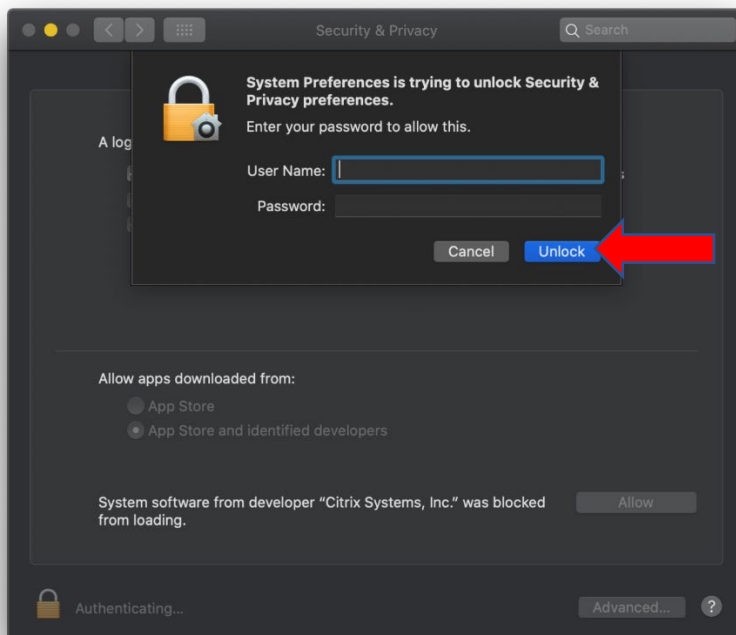 Security & Privacy
Search
System Preferences is trying to unlock Security &
Privacy preferences.
Enter your password to allow this.
A log
User Name:
Password:
Cancel
Unlock
Allow apps downloaded from:
App Store
App Store and identified developers
System software from developer “Citrix Systems, Inc.” was blocked
from loading.
Allow
Authenticating...
Advanced...
?